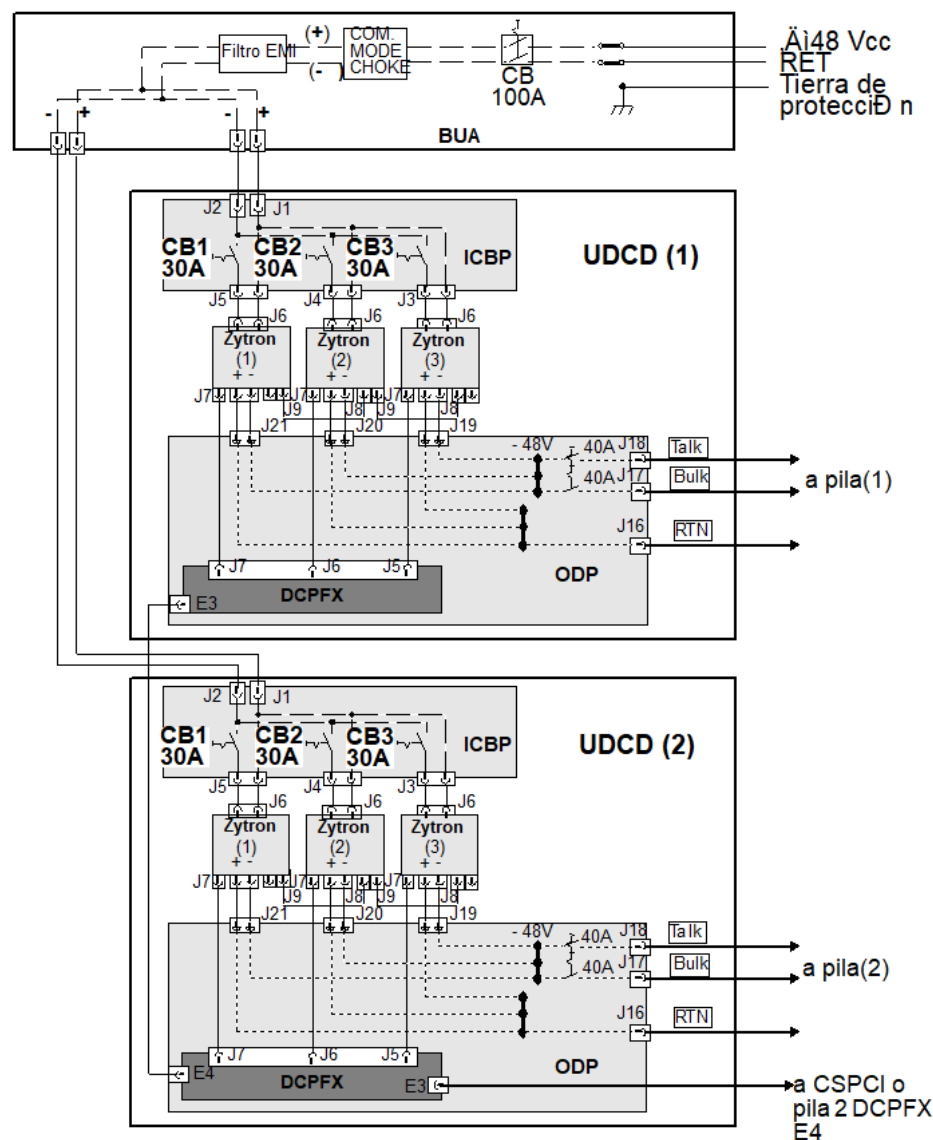 Filtro EMI
(+)
(-)
COM.
MODE
CHOKE
CB
100A
‚Äì48 Vcc
RET
Tierra de
protecciÐ n
- +
- +
BUA
J2 J1
CB1
30A
CB2
30A
CB3
30A
ICBP
UDCD (1)
J5 J4 J3
J6 J6 J6
Zytron
(1)
+ -
Zytron
(2)
+ -
Zytron
(3)
+ -
J7 J7 J7
J9 J8 J9 J8
J21 J20 J19
- 48V
40A J18 Talk
40A J17 Bulk
a pila(1)
J16 RTN
J7 J6 J5
ODP
DCPFX
E3
J2 J1
CB1
30A
CB2
30A
CB3
30A
ICBP
UDCD (2)
J5 J4 J3
J6 J6 J6
Zytron
(1)
+ -
Zytron
(2)
+ -
Zytron
(3)
+ -
J7 J7 J7
J9 J8 J9 J8
J21 J20 J19
- 48V
40A J18 Talk
40A J17 Bulk
a pila(2)
J16 RTN
J7 J6 J5
ODP
E4
DCPFX
E3
a CSPCI o
pila 2 DCPFX
E4